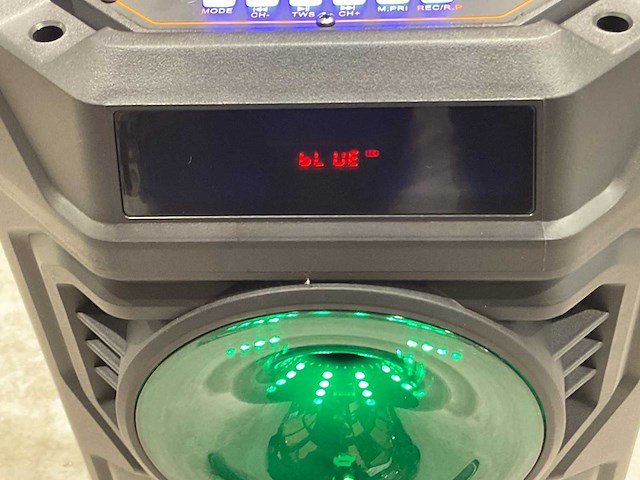 MODE CH- TWS CH+ M.PRI REC/R.P
bLUE